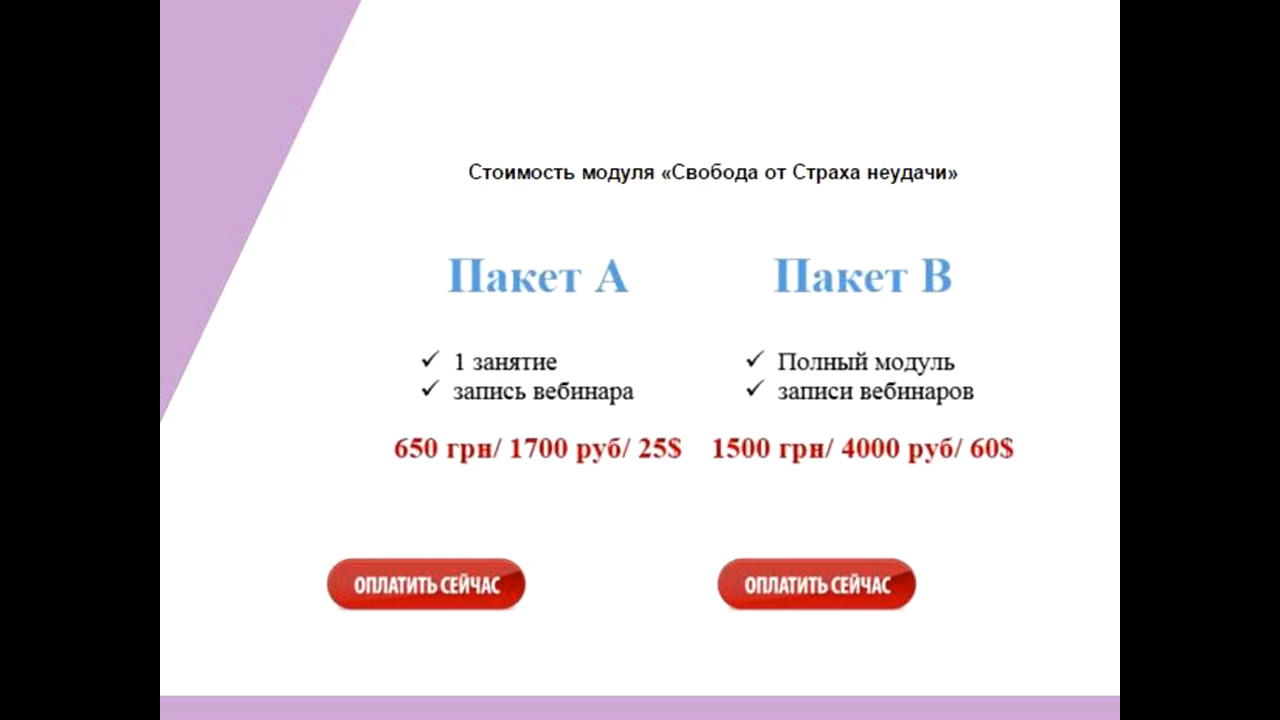 Стоимость модуля «Свобода от Страха неудачи»
Пакет А
✓ 1 занятие
✓ запись вебинара
650 грн/ 1700 руб/ 25$
ОПЛАТИТЬ СЕЙЧАС
Пакет В
✓ Полный модуль
✓ записи вебинаров
1500 грн/ 4000 руб/ 60$
ОПЛАТИТЬ СЕЙЧАС